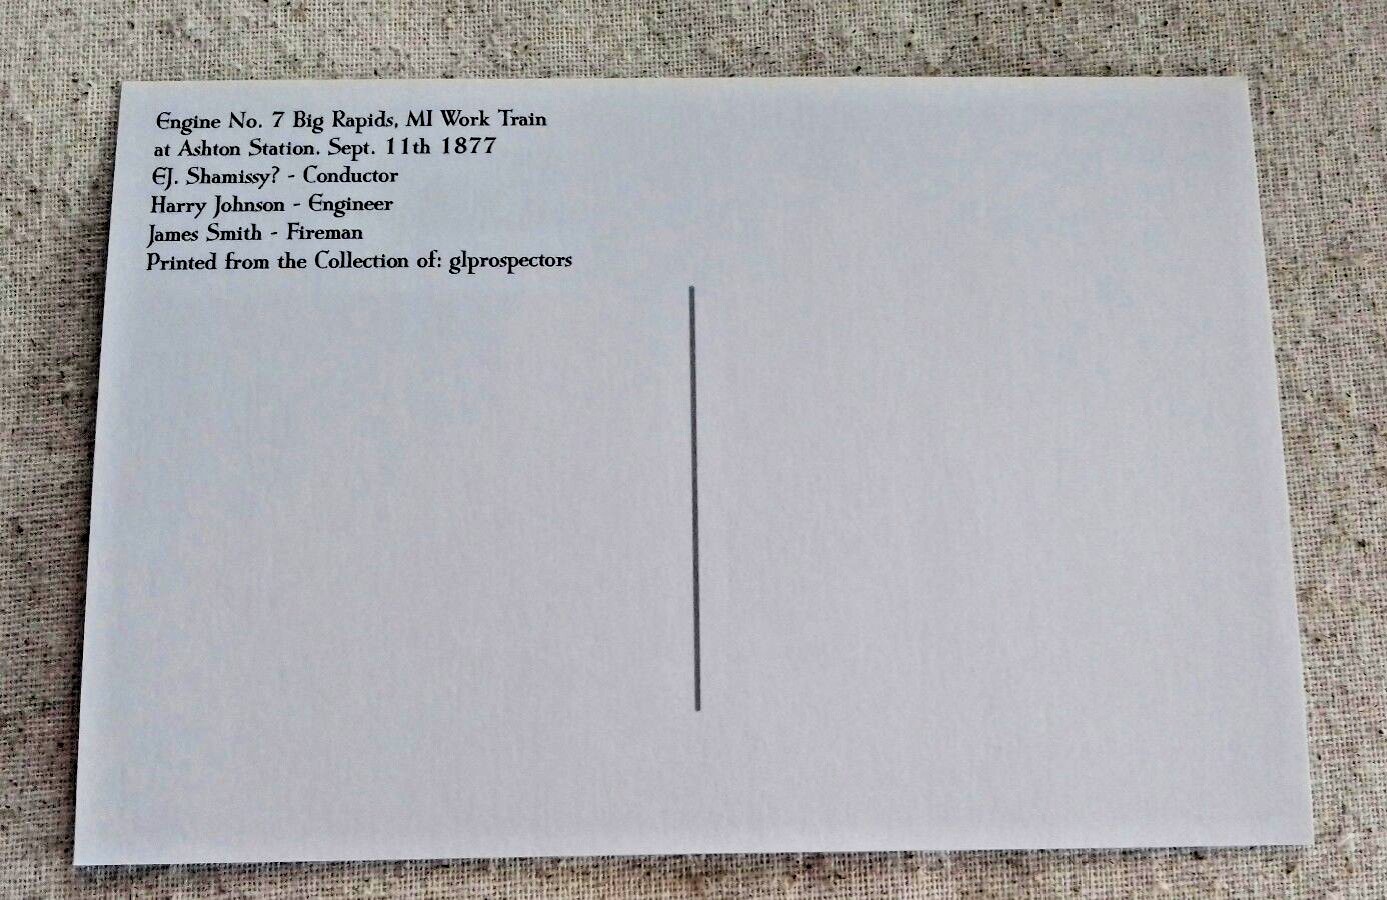 Engine No. 7 Big Rapids, MI Work Train
at Ashton Station. Sept. 11th 1877
EJ. Shamissy? - Conductor
Harry Johnson - Engineer
James Smith - Fireman
Printed from the Collection of: glprospectors